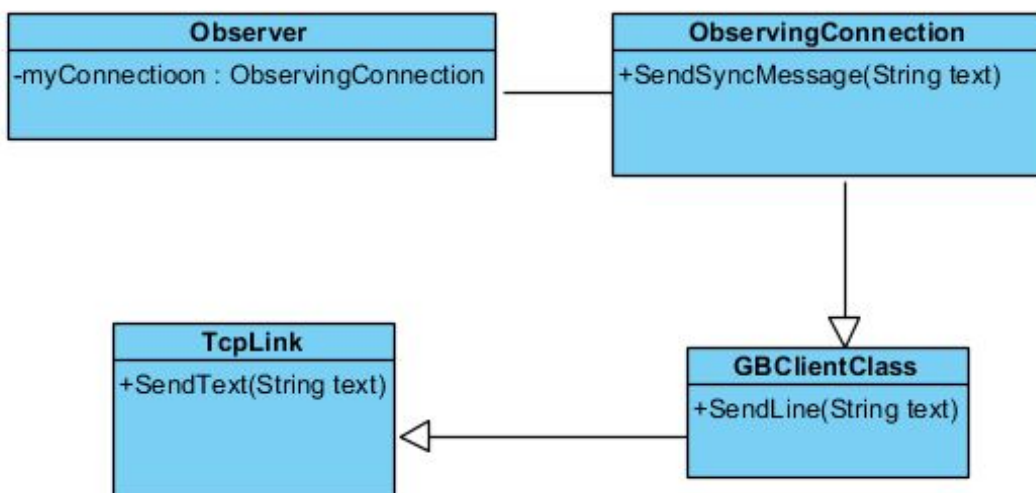 Observer
-myConnectioon : ObservingConnection
ObservingConnection
+SendSyncMessage(String text)
TcpLink
+SendText(String text)
GBClientClass
+SendLine(String text)